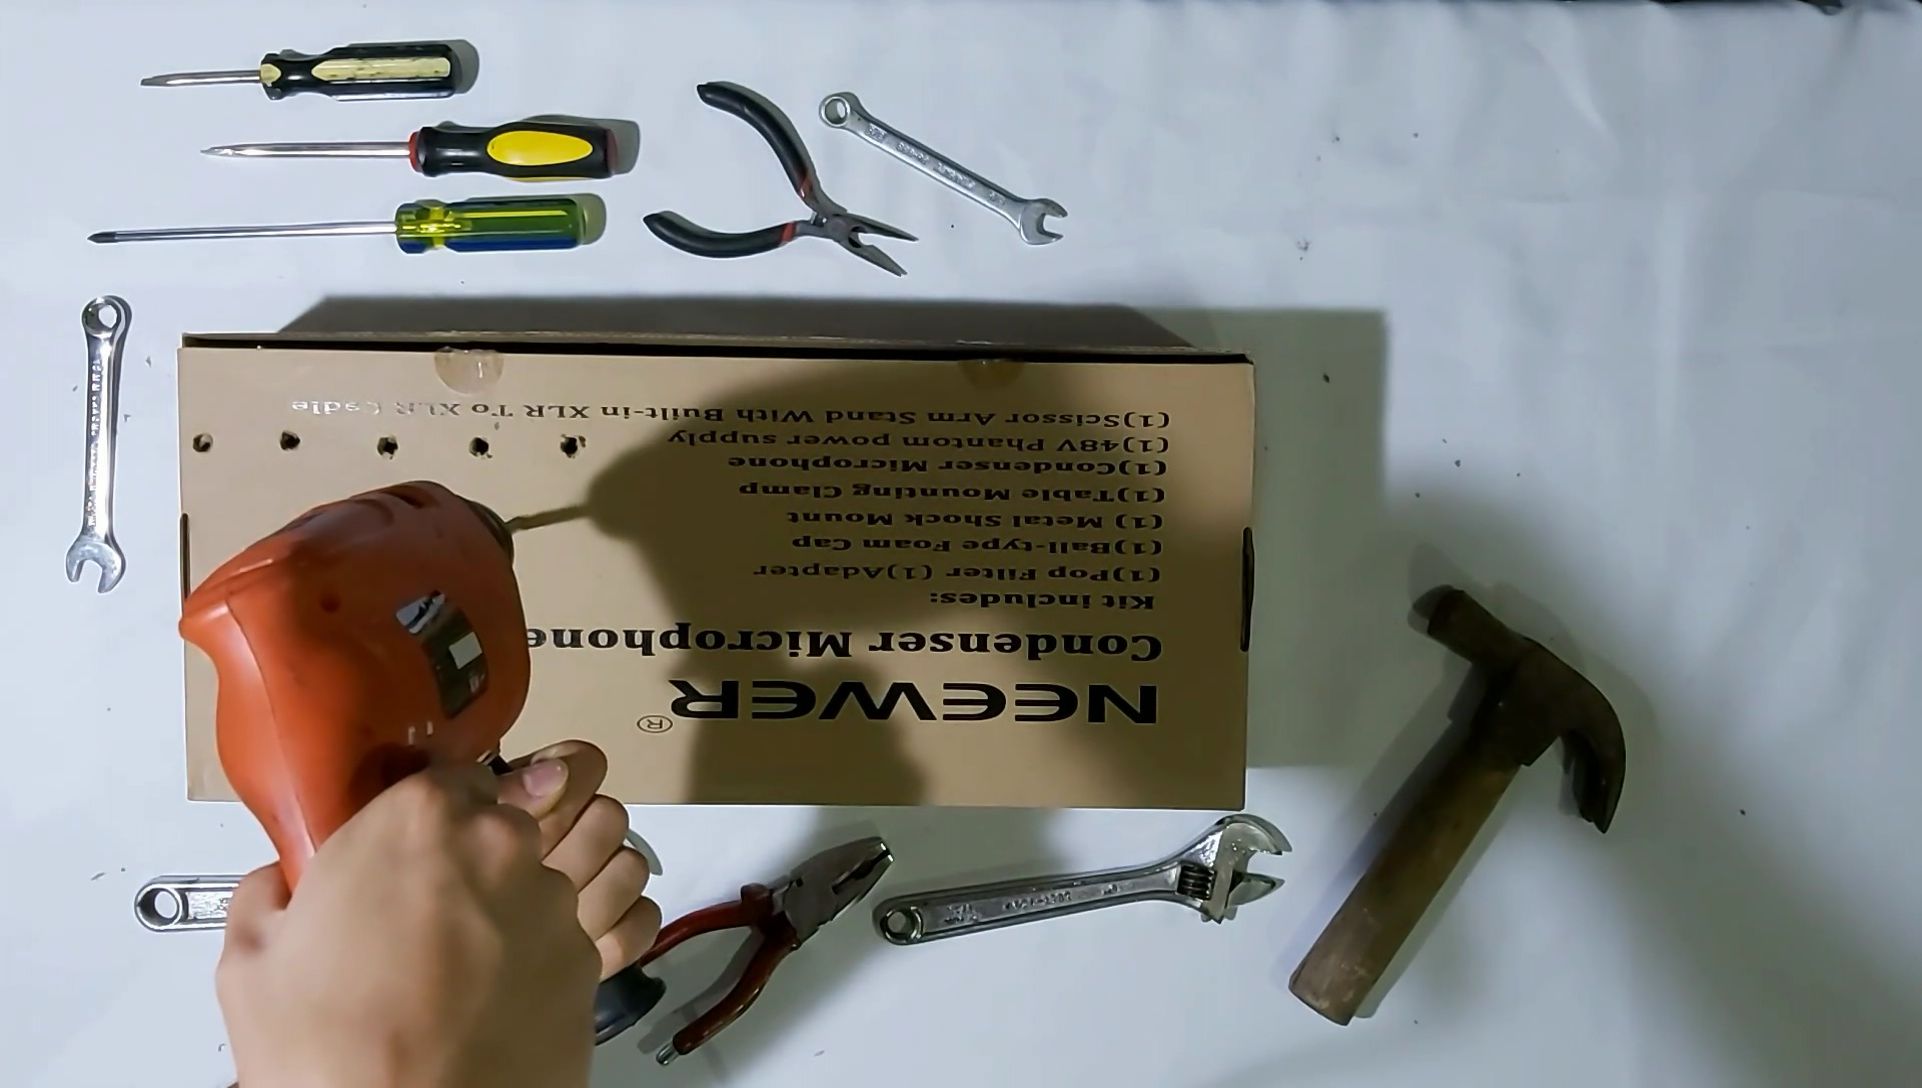 NEEWER®
Condenser Microphone
Kit includes:
(1)Pop Filter (1)Adapter
(1)Ball-type Foam Cap
(1) Metal Shock Mount
(1)Table Mounting Clamp
(1)Condenser Microphone
(1)48V Phantom power supply
(1)Scissor Arm Stand With Built-in XLR To XLR Cable